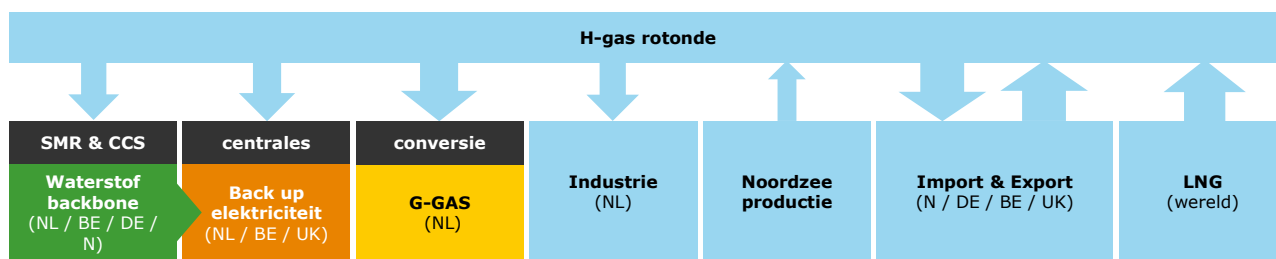 H-gas rotonde
SMR & CCS
Waterstof
backbone
(NL / BE / DE /
N)
centrales
Back up
elektriciteit
(NL / BE / UK)
conversie
G-GAS
(NL)
Industrie
(NL)
Noordzee
productie
Import & Export
(N / DE / BE / UK)
LNG
(wereld)